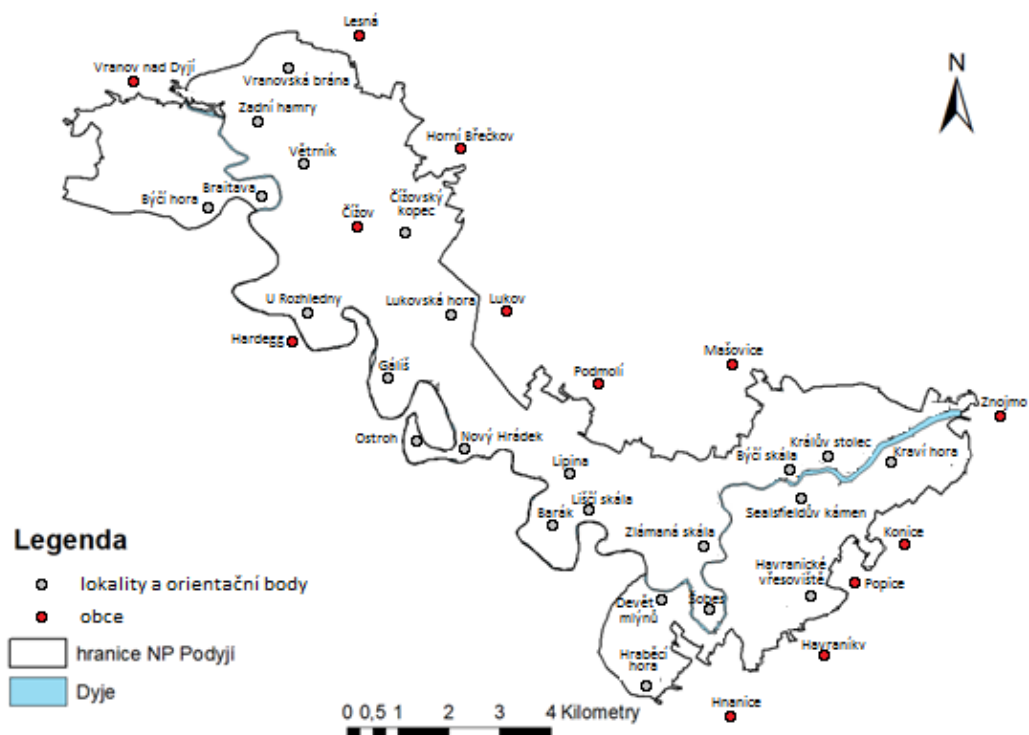 Lesná
Vranov nad Dyjí
Vranovská brána
N
Zadní hamry
Horní Břečkov
Větrník
Braitava
Býčí hora
Čížovský
kopec
Čížov
U Rozhledny
Lukovská hora
Lukov
Hardegg
Mašovice
Gáliš
Podmolí
Znojmo
Ostroh
Nový Hrádek
Králův stolec
Lipina
Býčí skála
Kraví hora
Liščí skála
Sealsfieldův kámen
Barák
Zlámaná skála
Konice
Havranické
vřesoviště
Popice
Devět
mlýnů
Šobes
Havraníky
Hraběcí
hora
Hnanice
Legenda
lokality a orientační body
obce
hranice NP Podyjí
Dyje
0 0,5 1 2 3 4 Kilometry